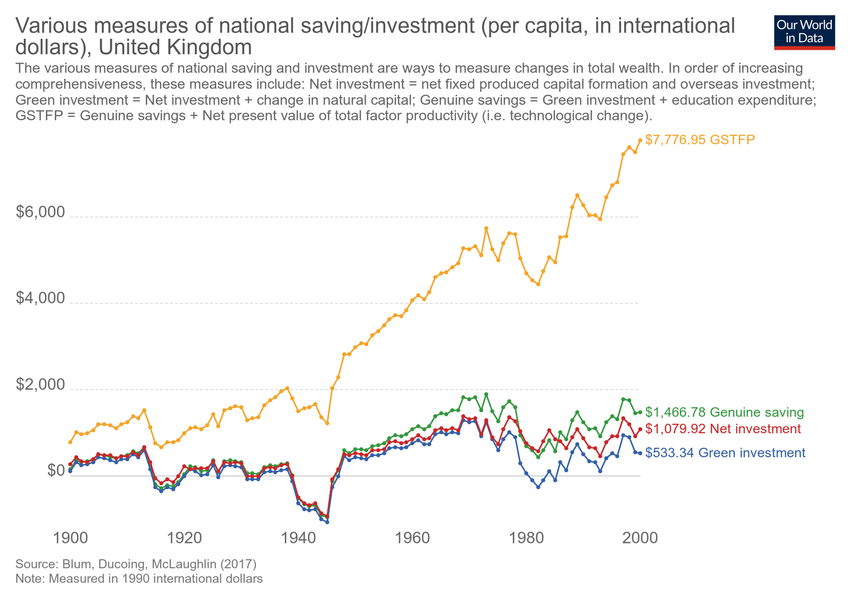 Various measures of national saving/investment (per capita, in international
dollars), United Kingdom
Our World
in Data
The various measures of national saving and investment are ways to measure changes in total wealth. In order of increasing
comprehensiveness, these measures include: Net investment = net fixed produced capital formation and overseas investment;
Green investment = Net investment + change in natural capital; Genuine savings = Green investment + education expenditure;
GSTFP = Genuine savings + Net present value of total factor productivity (i.e. technological change).
$7,776.95 GSTFP
$6,000
$4,000
$2,000
$1,466.78 Genuine saving
$1,079.92 Net investment
$533.34 Green investment
$0
1900
1920
1940
1960
1980
2000
Source: Blum, Ducoing, McLaughlin (2017)
Note: Measured in 1990 international dollars